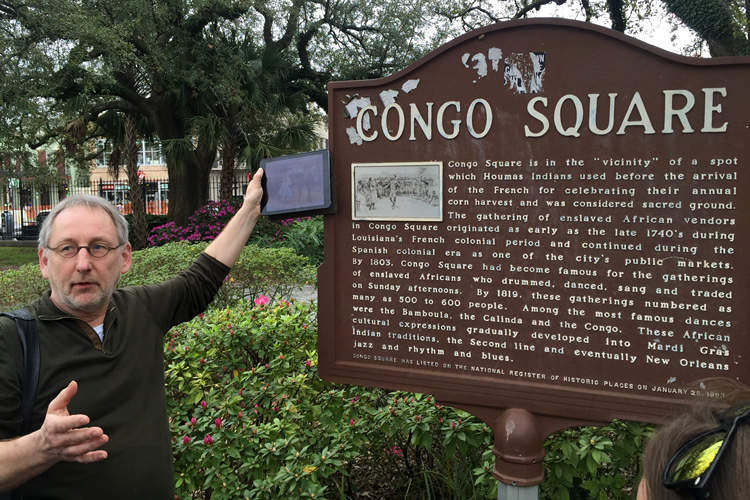 CONGO SQUARE
Congo Square is in the "vicinity" of a spot
which Houmas Indians used before the arrival
of the French for celebrating their annual
corn harvest and was considered sacred ground.
The gathering of enslaved African vendors
in Congo Square originated as early as the late 1740's during
Louisiana's French colonial period and continued during the
Spanish colonial era as one of the city's public markets.
By 1803, Congo Square had become famous for the gatherings
of enslaved Africans who drummed, danced, sang and traded
on Sunday afternoons. By 1819, these gatherings numbered as
many as 500 to 600 people. Among the most famous dances
were the Bamboula, the Calinda and the Congo. These African
cultural expressions gradually developed into Mardi Gras
Indian traditions, the Second line and eventually New Orleans
jazz and rhythm and blues.
CONGO SQUARE WAS LISTED ON THE NATIONAL REGISTER OF HISTORIC PLACES ON JANUARY 28,